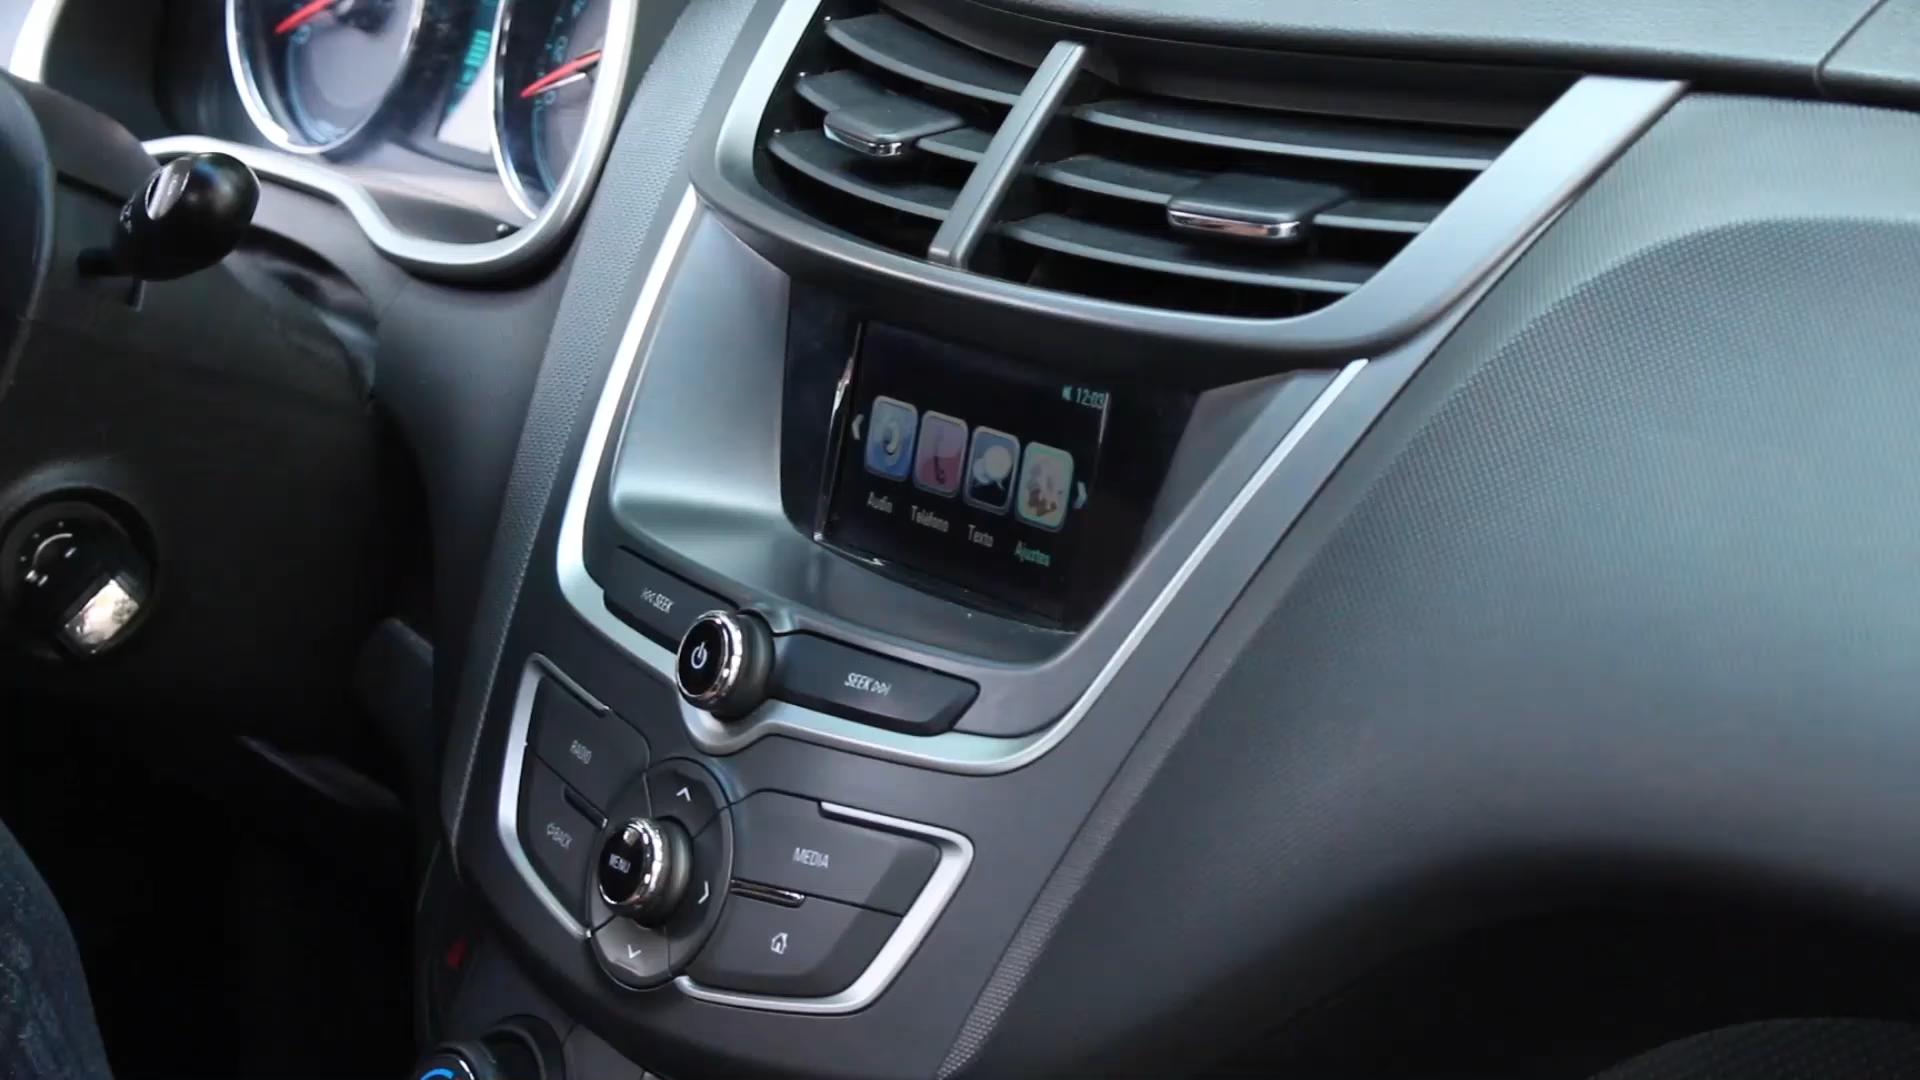 12:03
Audio
Teléfono
Texto
Ajustes
SEEK
SEEK
RADIO
BACK
MENU
MEDIA